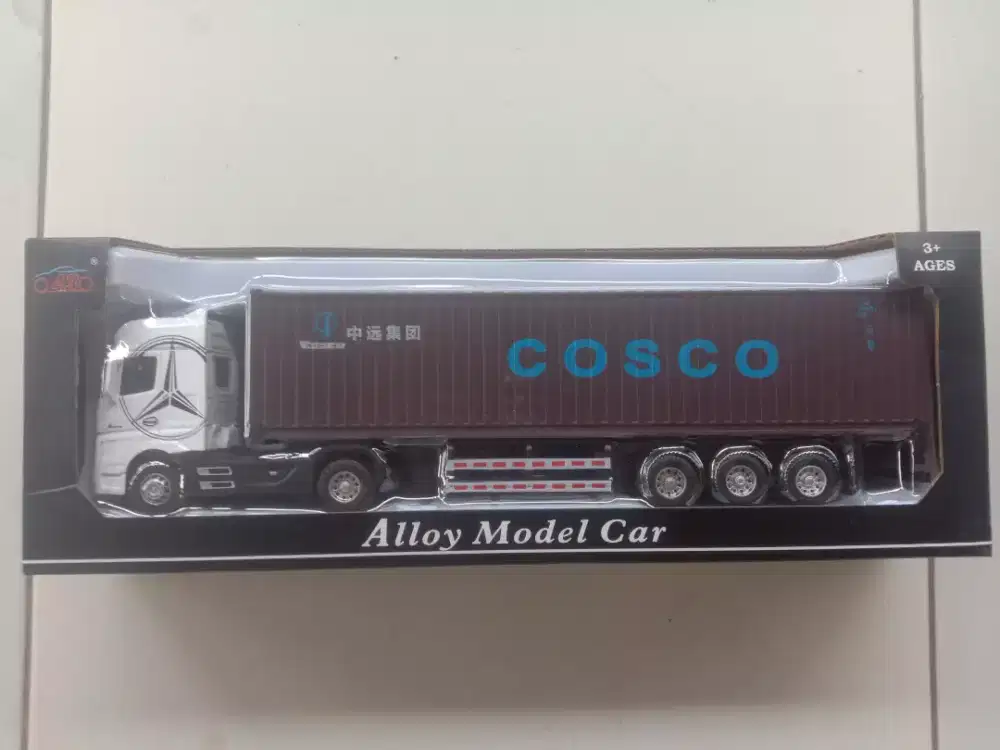 ®
3+
AGES
中远集团
COSCO
Alloy Model Car